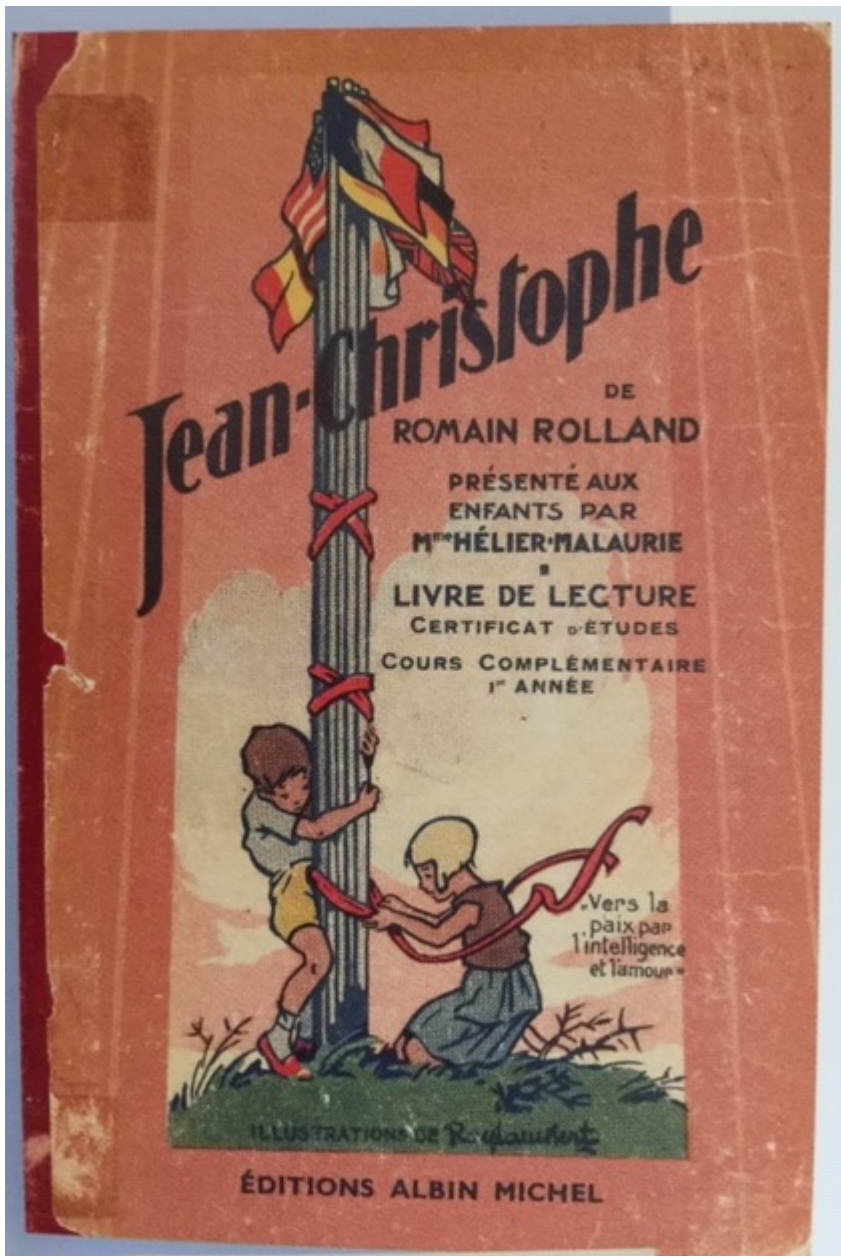 Jean-Christophe
DE
ROMAIN ROLLAND
PRÉSENTÉ AUX
ENFANTS PAR
Mme HÉLIER-MALAURIE
LIVRE DE LECTURE
CERTIFICAT D'ÉTUDES
COURS COMPLÉMENTAIRE
1re ANNÉE
"Vers la
paix par
l'intelligence
et l'amour"
ILLUSTRATIONS DE
ÉDITIONS ALBIN MICHEL